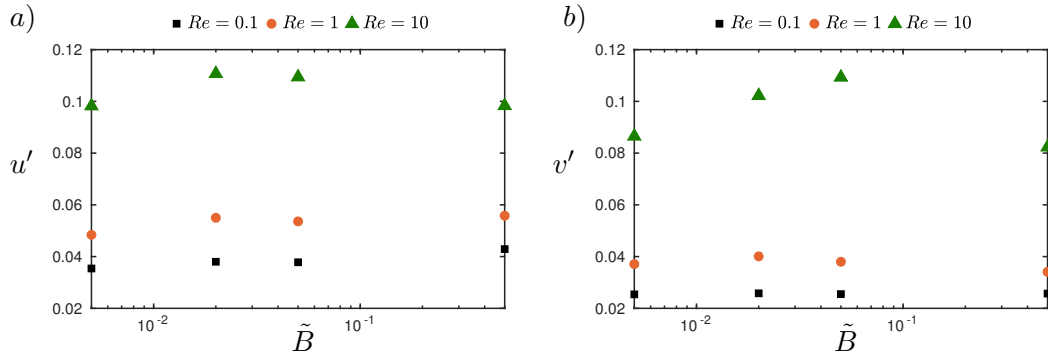 a)
Re = 0.1 Re = 1 Re = 10
0.12
0.1
0.08
0.06
0.04
0.02
u′
10⁻² 10⁻¹
B̃
b)
Re = 0.1 Re = 1 Re = 10
0.12
0.1
0.08
0.06
0.04
0.02
v′
10⁻² 10⁻¹
B̃